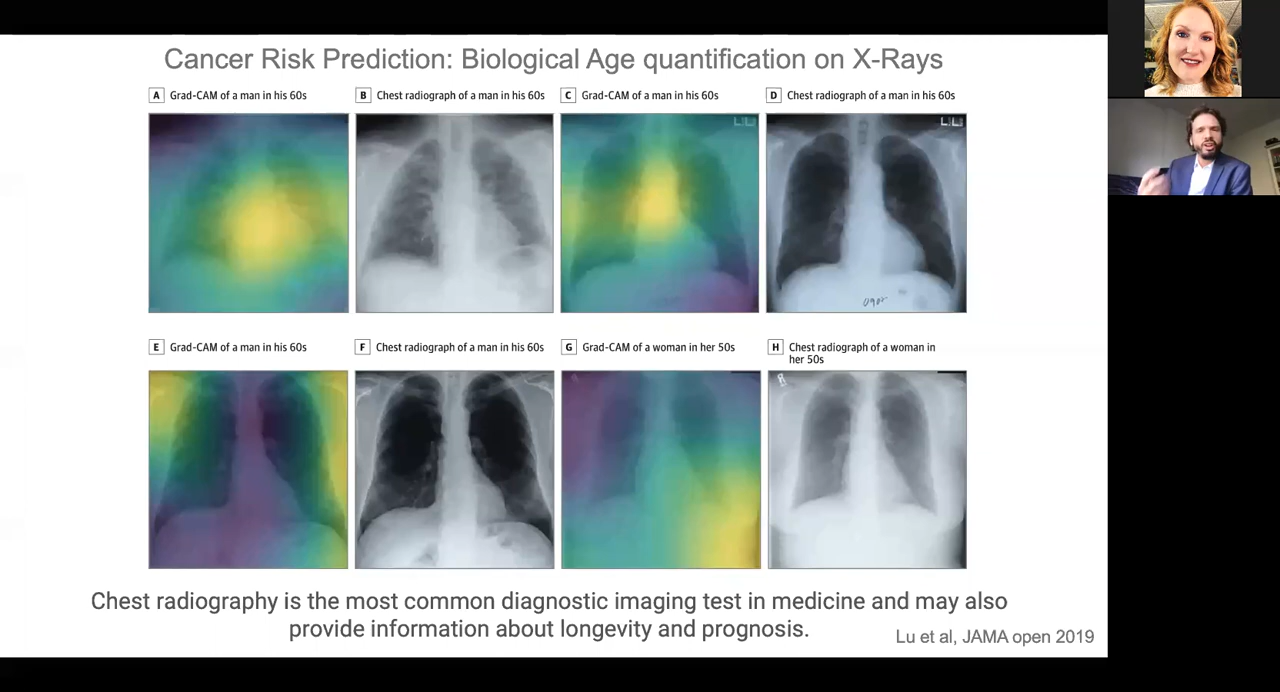 Cancer Risk Prediction: Biological Age quantification on X-Rays
A Grad-CAM of a man in his 60s
B Chest radiograph of a man in his 60s
C Grad-CAM of a man in his 60s
D Chest radiograph of a man in his 60s
E Grad-CAM of a man in his 60s
F Chest radiograph of a man in his 60s
G Grad-CAM of a woman in her 50s
H Chest radiograph of a woman in
her 50s
R
Chest radiography is the most common diagnostic imaging test in medicine and may also
provide information about longevity and prognosis.
Lu et al, JAMA open 2019